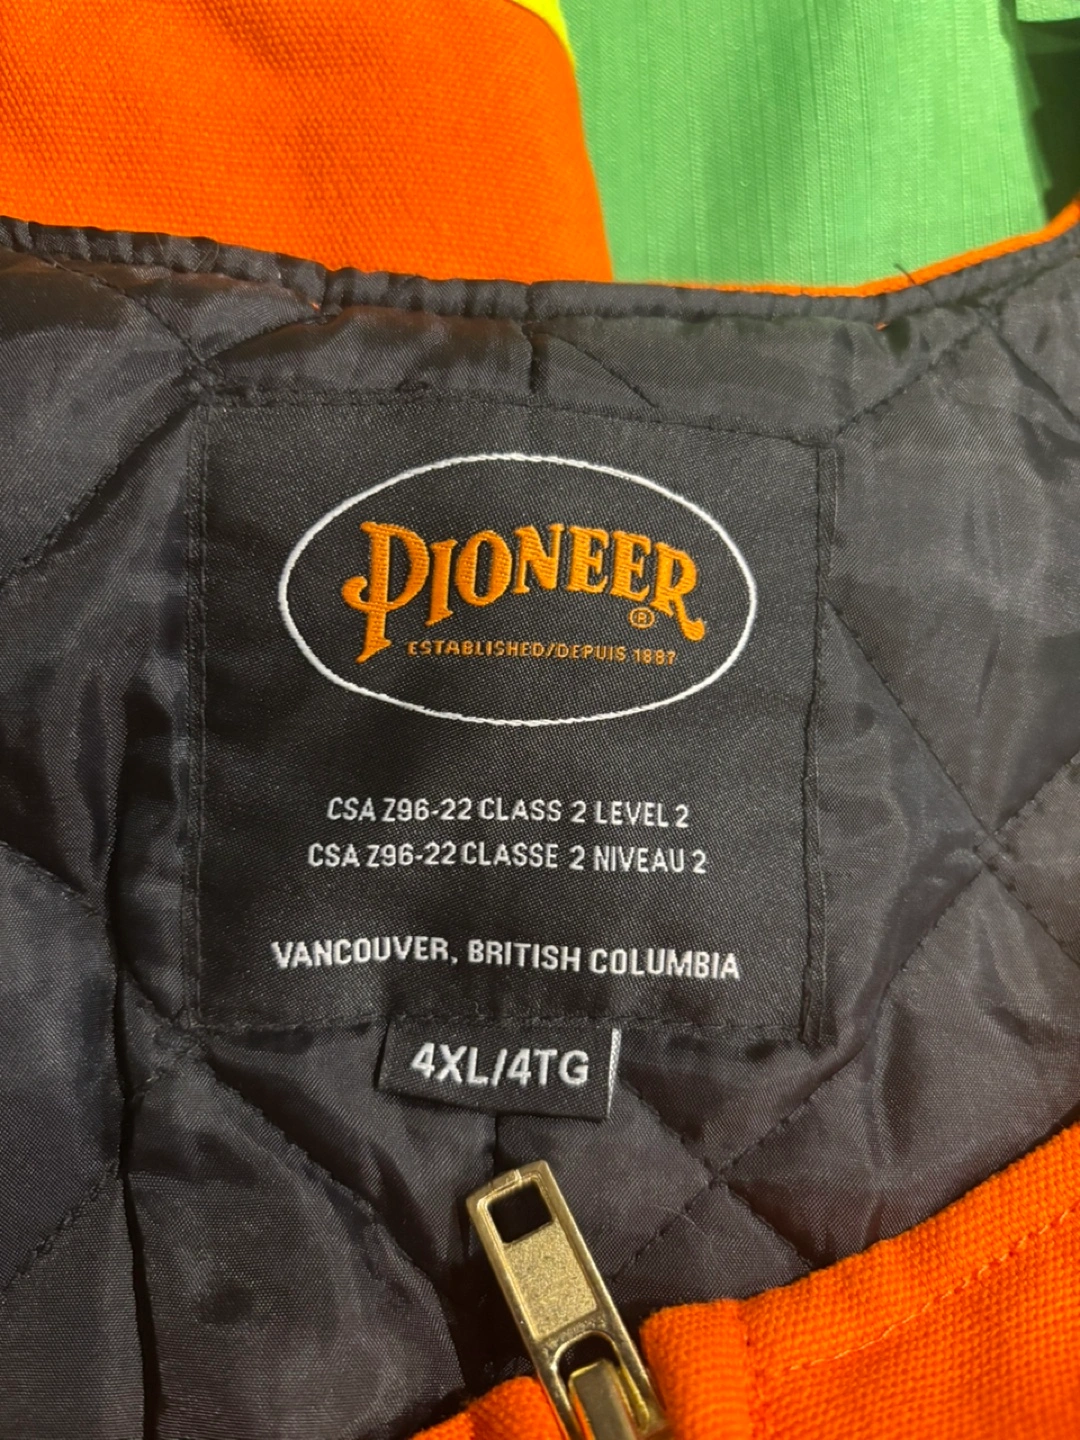 PIONEER®
ESTABLISHED/DEPUIS 1887
CSA Z96-22 CLASS 2 LEVEL 2
CSA Z96-22 CLASSE 2 NIVEAU 2
VANCOUVER, BRITISH COLUMBIA
4XL/4TG